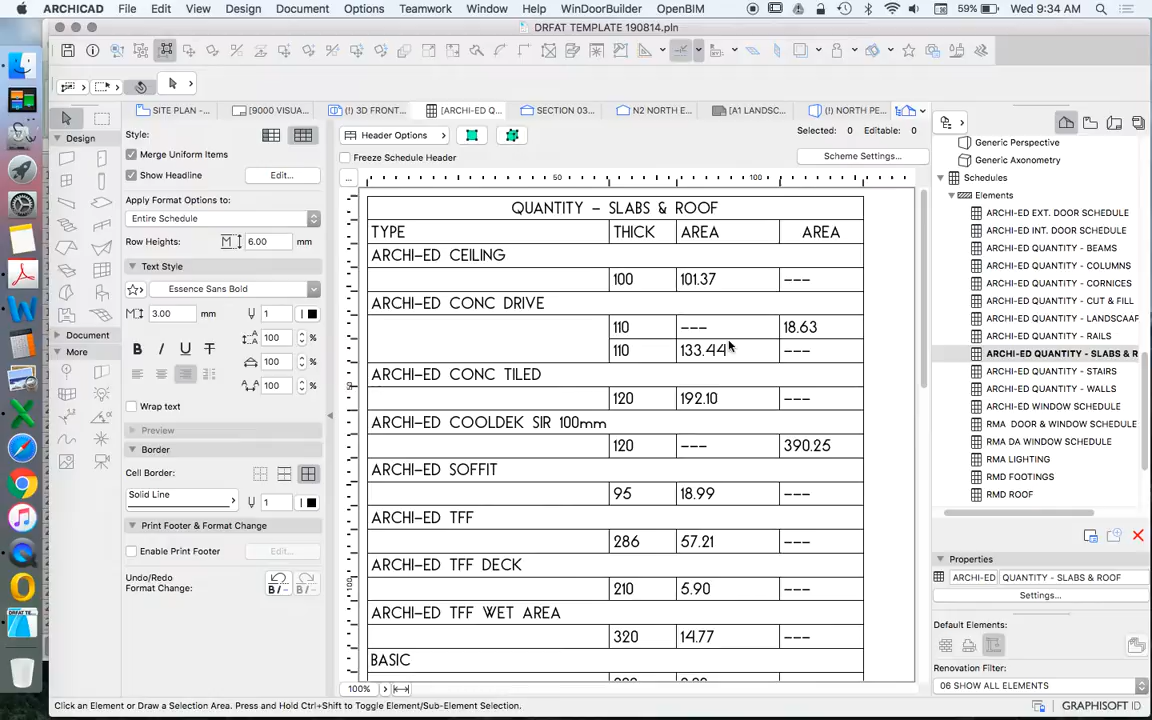 ARCHICAD File Edit View Design Document Options Teamwork Window Help WinDoorBuilder OpenBIM 59% Wed 9:34 AM
DRFAT TEMPLATE 190814.pln
SITE PLAN -... [9000 VISUA... (!) 3D FRONT... [ARCHI-ED Q... SECTION 03... N2 NORTH E... [A1 LANDSC... (!) NORTH PE...
Design
Document
More
Style:
Merge Uniform Items
Show Headline Edit...
Apply Format Options to:
Entire Schedule
Row Heights: 6.00 mm
Text Style
Essence Sans Bold
3.00 mm 1
B I U T 100 %
100 %
100 %
Wrap text
Preview
Border
Cell Border:
Solid Line 1
Print Footer & Format Change
Enable Print Footer Edit...
Undo/Redo
Format Change: B/- B/-
Header Options Selected: 0 Editable: 0
Freeze Schedule Header Scheme Settings...
... 50 100
QUANTITY - SLABS & ROOF
TYPE THICK AREA AREA
ARCHI-ED CEILING
100 101.37 ---
ARCHI-ED CONC DRIVE
110 --- 18.63
110 133.44 ---
ARCHI-ED CONC TILED
120 192.10 ---
ARCHI-ED COOLDEK SIR 100mm
120 --- 390.25
ARCHI-ED SOFFIT
95 18.99 ---
ARCHI-ED TFF
286 57.21 ---
ARCHI-ED TFF DECK
210 5.90 ---
ARCHI-ED TFF WET AREA
320 14.77 ---
BASIC
50
100
100%
Generic Perspective
Generic Axonometry
Schedules
Elements
ARCHI-ED EXT. DOOR SCHEDULE
ARCHI-ED INT. DOOR SCHEDULE
ARCHI-ED QUANTITY - BEAMS
ARCHI-ED QUANTITY - COLUMNS
ARCHI-ED QUANTITY - CORNICES
ARCHI-ED QUANTITY - CUT & FILL
ARCHI-ED QUANTITY - LANDSCAP
ARCHI-ED QUANTITY - RAILS
ARCHI-ED QUANTITY - SLABS & R
ARCHI-ED QUANTITY - STAIRS
ARCHI-ED QUANTITY - WALLS
ARCHI-ED WINDOW SCHEDULE
RMA DOOR & WINDOW SCHEDULE
RMA DA WINDOW SCHEDULE
RMA LIGHTING
RMD FOOTINGS
RMD ROOF
Properties
ARCHI-ED QUANTITY - SLABS & ROOF
Settings...
Default Elements:
Renovation Filter:
06 SHOW ALL ELEMENTS
Click an Element or Draw a Selection Area. Press and Hold Ctrl+Shift to Toggle Element/Sub-Element Selection. GRAPHISOFT ID